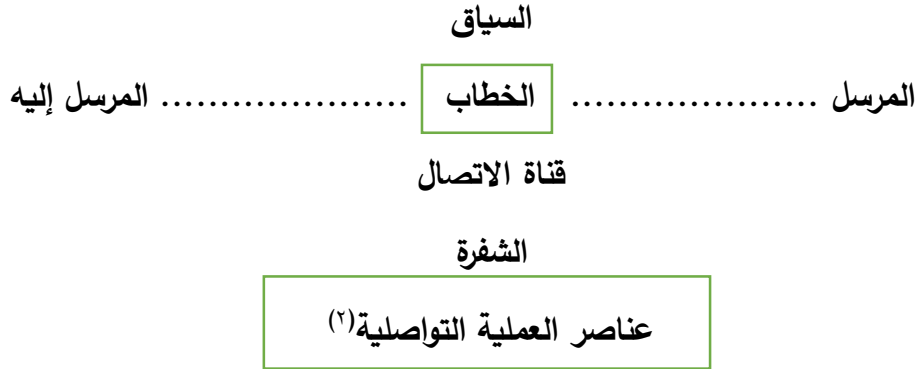 السياق
المرسل ..................... الخطاب ..................... المرسل إليه
قناة الاتصال
الشفرة
عناصر العملية التواصلية(٢)